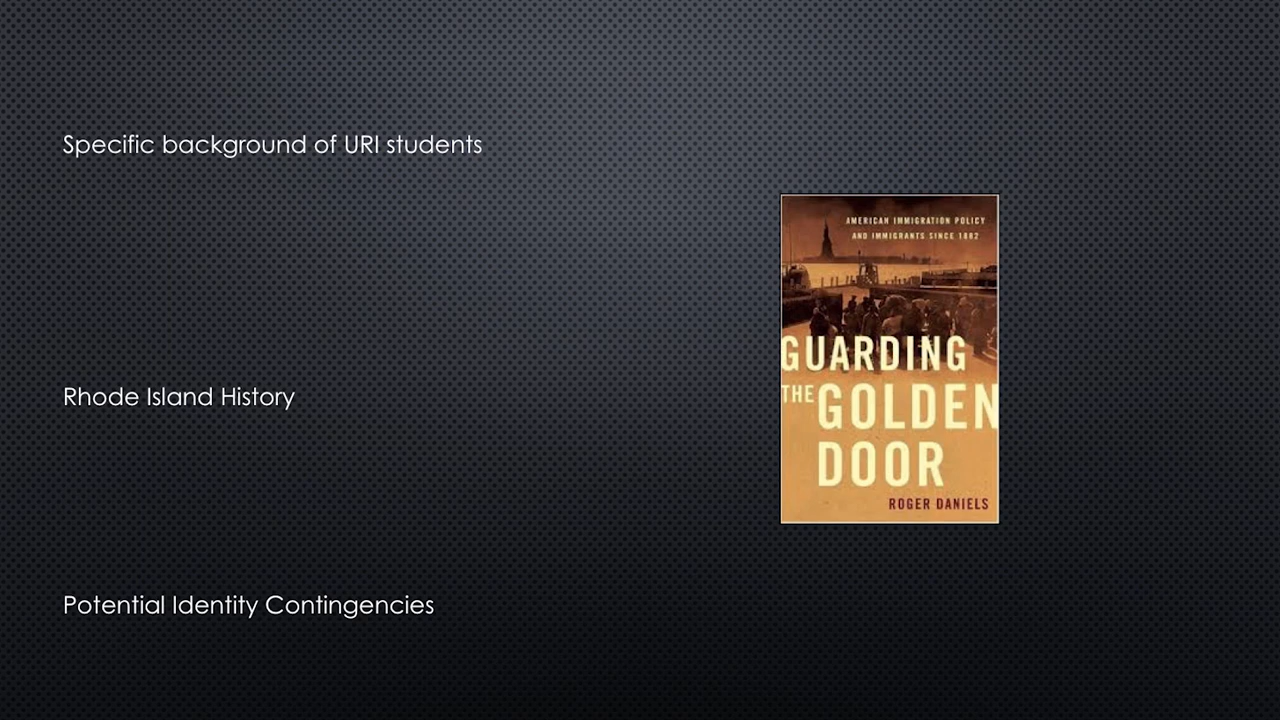 Specific background of URI students
AMERICAN IMMIGRATION POLICY
AND IMMIGRANTS SINCE 1882
GUARDING
THE GOLDEN
DOOR
ROGER DANIELS
Rhode Island History
Potential Identity Contingencies